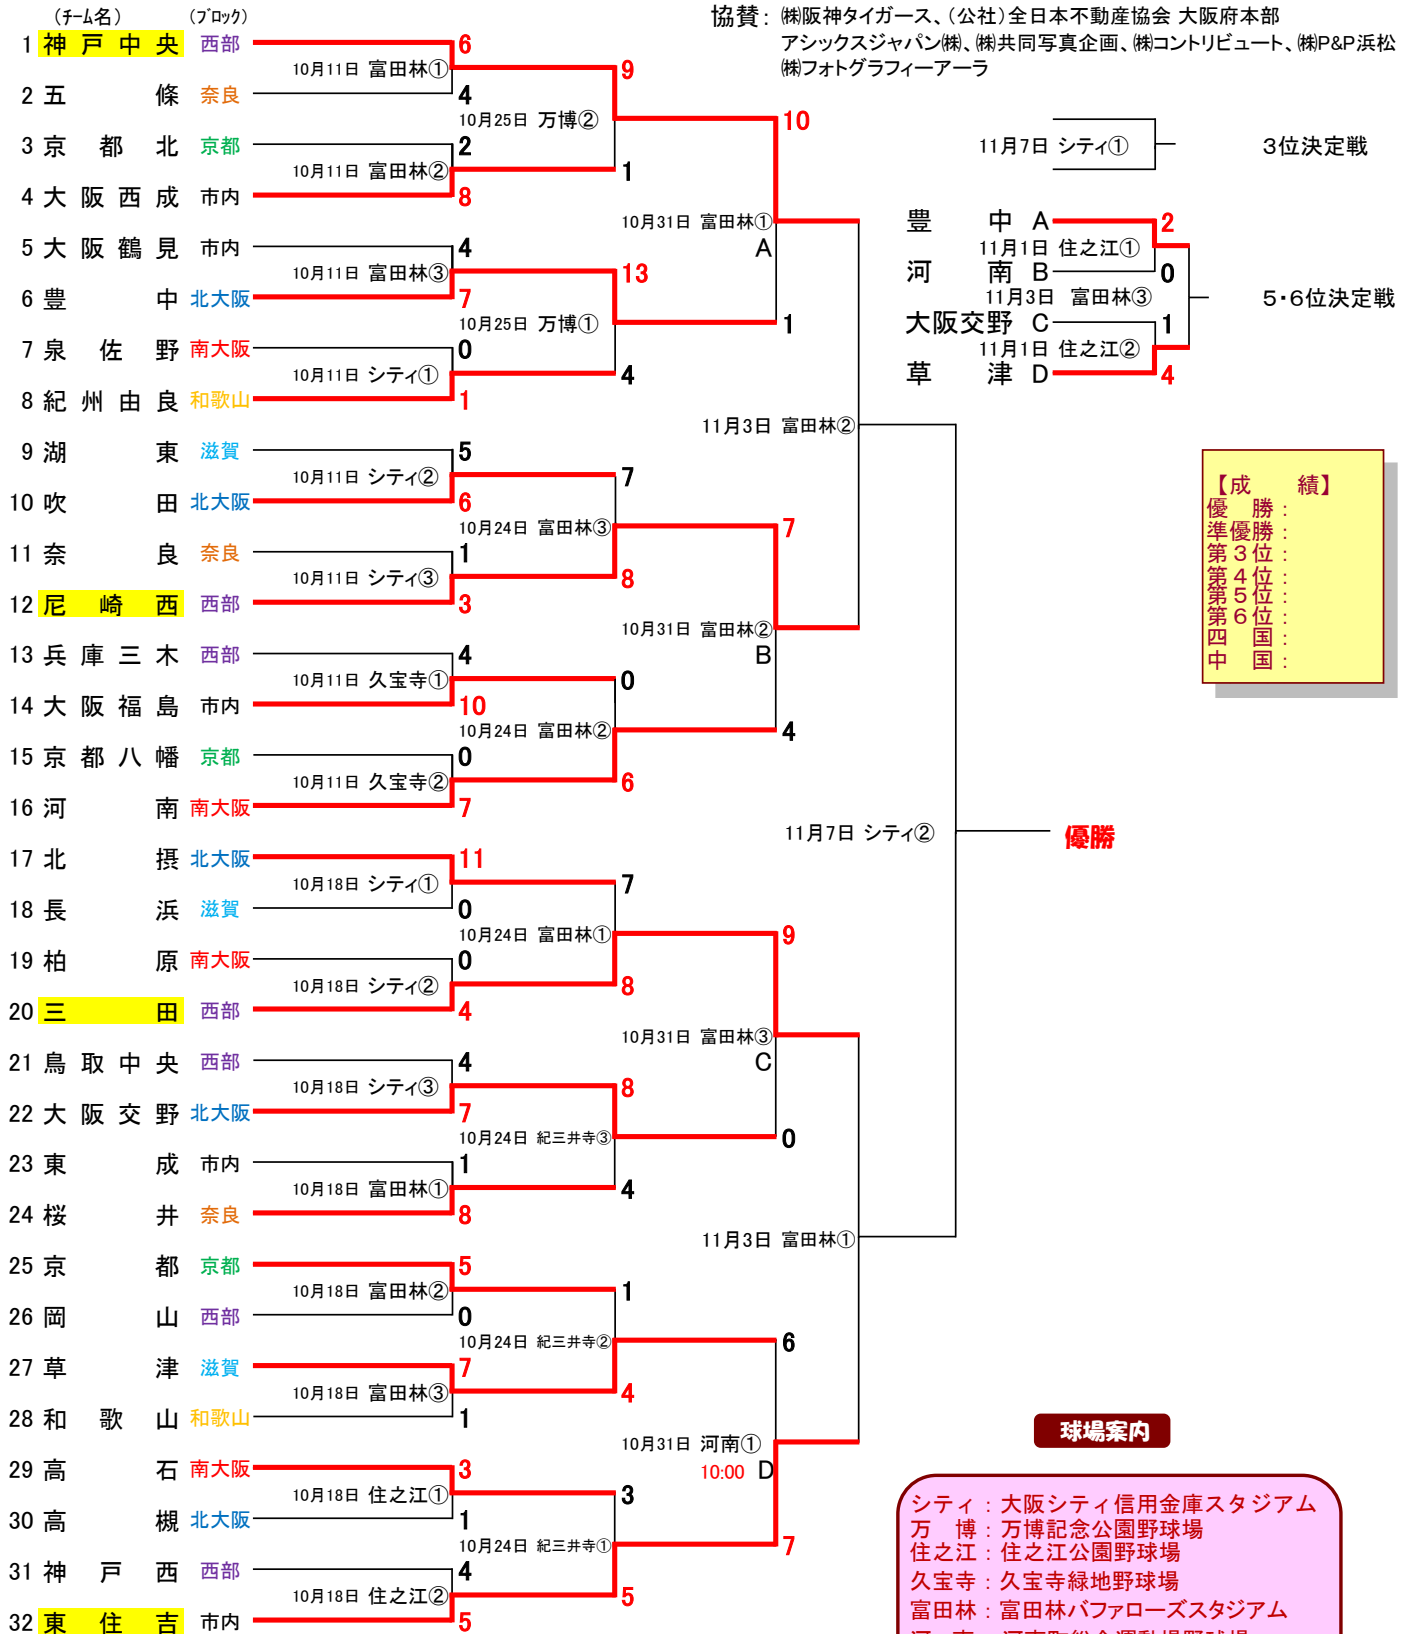 (ﾁｰﾑ名) (ﾌﾞﾛｯｸ)
協賛: ㈱阪神タイガース、(公社)全日本不動産協会 大阪府本部
アシックスジャパン㈱、㈱共同写真企画、㈱コントリビュート、㈱P&P浜松
㈱フォトグラフィーアーラ
1 神戸中央 西部 6
10月11日 富田林①
9
2 五條 奈良 4
10月25日 万博②
10
3 京都北 京都 2
10月11日 富田林②
1
4 大阪西成 市内 8
10月31日 富田林①
A
5 大阪鶴見 市内 4
10月11日 富田林③
13
6 豊中 北大阪 7
10月25日 万博①
1
7 泉佐野 南大阪 0
10月11日 シティ①
4
8 紀州由良 和歌山 1
11月3日 富田林②
9 湖東 滋賀 5
10月11日 シティ②
7
10 吹田 北大阪 6
10月24日 富田林③
7
11 奈良 奈良 1
10月11日 シティ③
8
12 尼崎西 西部 3
10月31日 富田林②
B
13 兵庫三木 西部 4
10月11日 久宝寺①
0
14 大阪福島 市内 10
10月24日 富田林②
4
15 京都八幡 京都 0
10月11日 久宝寺②
6
16 河南 南大阪 7
11月7日 シティ②
優勝
17 北摂 北大阪 11
10月18日 シティ①
7
18 長浜 滋賀 0
10月24日 富田林①
9
19 柏原 南大阪 0
10月18日 シティ②
8
20 三田 西部 4
10月31日 富田林③
C
21 鳥取中央 西部 4
10月18日 シティ③
8
22 大阪交野 北大阪 7
10月24日 紀三井寺③
0
23 東成 市内 1
10月18日 富田林①
4
24 桜井 奈良 8
11月3日 富田林①
25 京都 京都 5
10月18日 富田林②
1
26 岡山 西部 0
10月24日 紀三井寺②
6
27 草津 滋賀 7
10月18日 富田林③
4
28 和歌山 和歌山 1
10月31日 河南①
10:00 D
29 高石 南大阪 3
10月18日 住之江①
3
30 高槻 北大阪 1
10月24日 紀三井寺①
7
31 神戸西 西部 4
10月18日 住之江②
5
32 東住吉 市内 5
11月7日 シティ① 3位決定戦
豊中 A 2
11月1日 住之江①
河南 B 0
11月3日 富田林③ 5・6位決定戦
大阪交野 C 1
11月1日 住之江②
草津 D 4
【成績】
優勝:
準優勝:
第3位:
第4位:
第5位:
第6位:
四国:
中国:
球場案内
シティ:大阪シティ信用金庫スタジアム
万博:万博記念公園野球場
住之江:住之江公園野球場
久宝寺:久宝寺緑地野球場
富田林:富田林バファローズスタジアム
河南:河南町総合運動場野球場